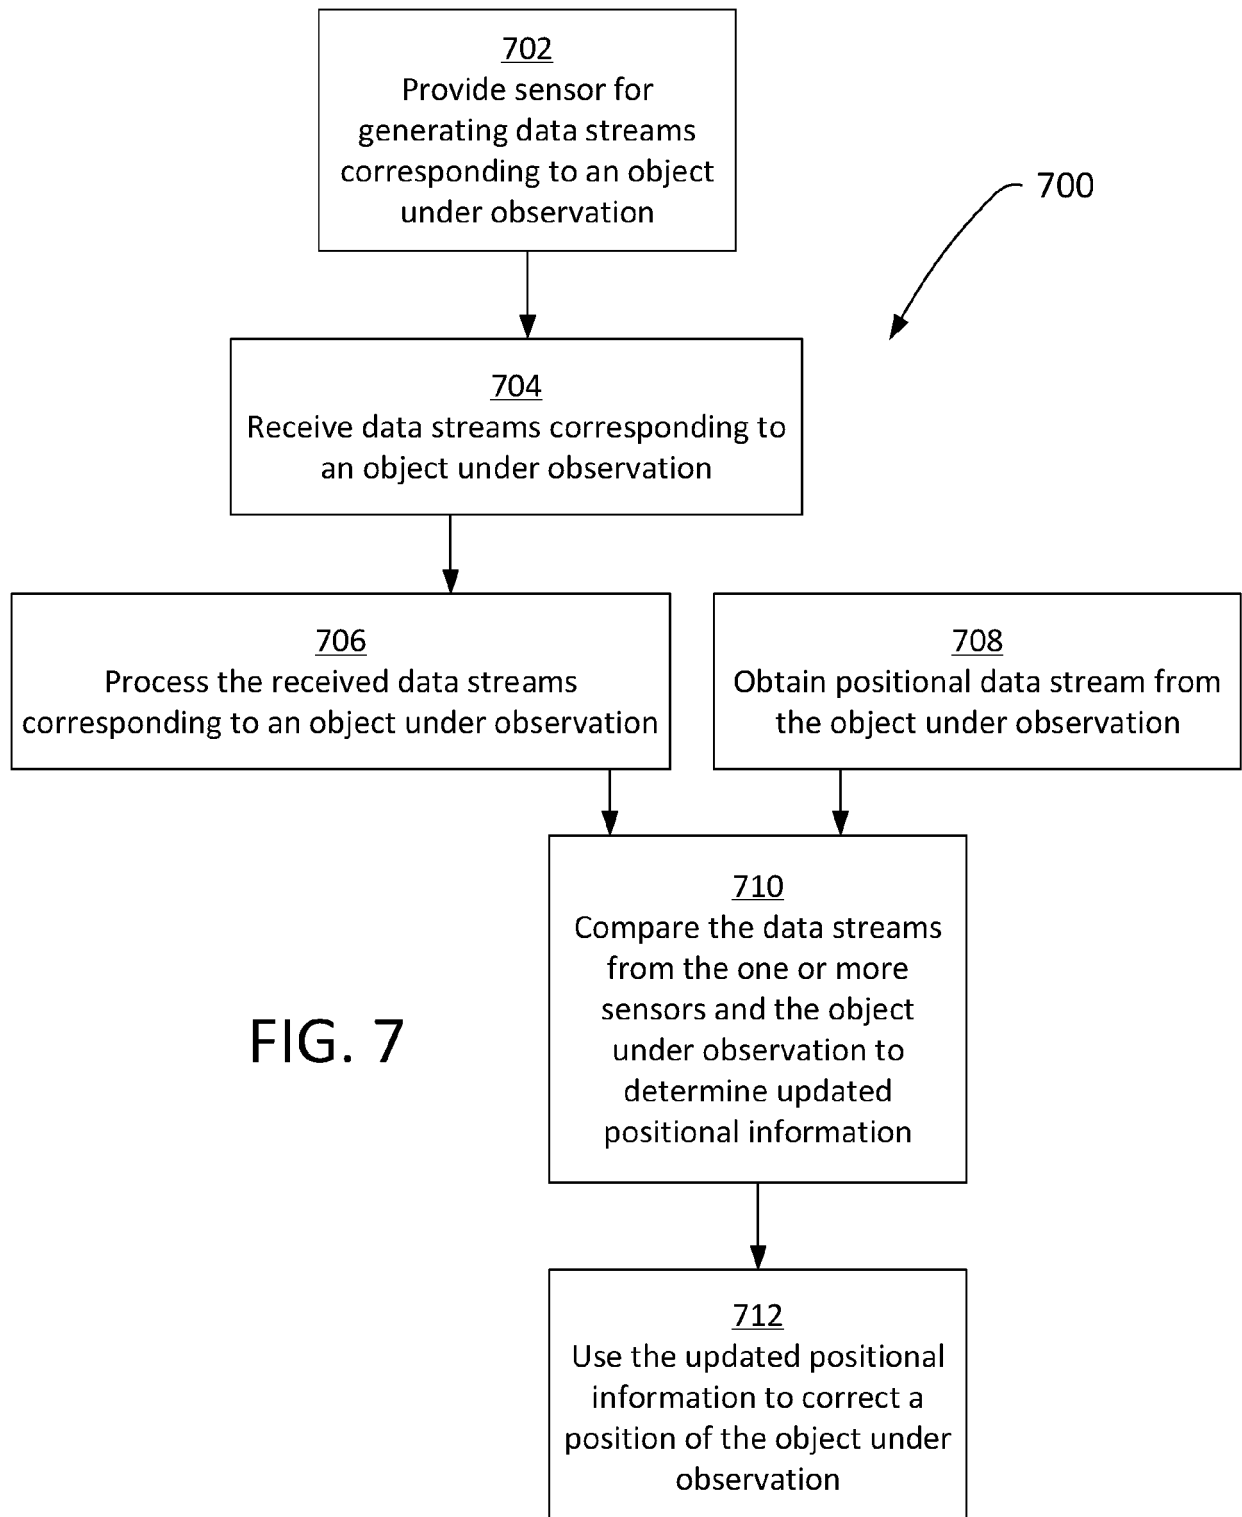 702
Provide sensor for
generating data streams
corresponding to an object
under observation
700
704
Receive data streams corresponding to
an object under observation
706
Process the received data streams
corresponding to an object under observation
708
Obtain positional data stream from
the object under observation
710
Compare the data streams
from the one or more
sensors and the object
under observation to
determine updated
positional information
FIG. 7
712
Use the updated positional
information to correct a
position of the object under
observation